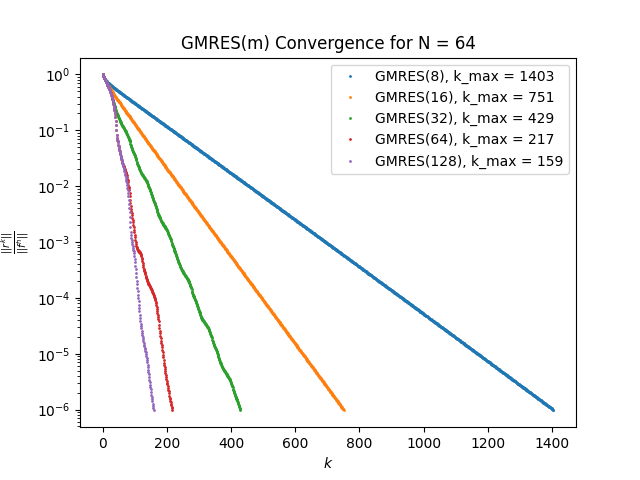 GMRES(m) Convergence for N = 64
GMRES(8), k_max = 1403
GMRES(16), k_max = 751
GMRES(32), k_max = 429
GMRES(64), k_max = 217
GMRES(128), k_max = 159
10⁰
10⁻¹
10⁻²
10⁻³
10⁻⁴
10⁻⁵
10⁻⁶
0 200 400 600 800 1000 1200 1400
k